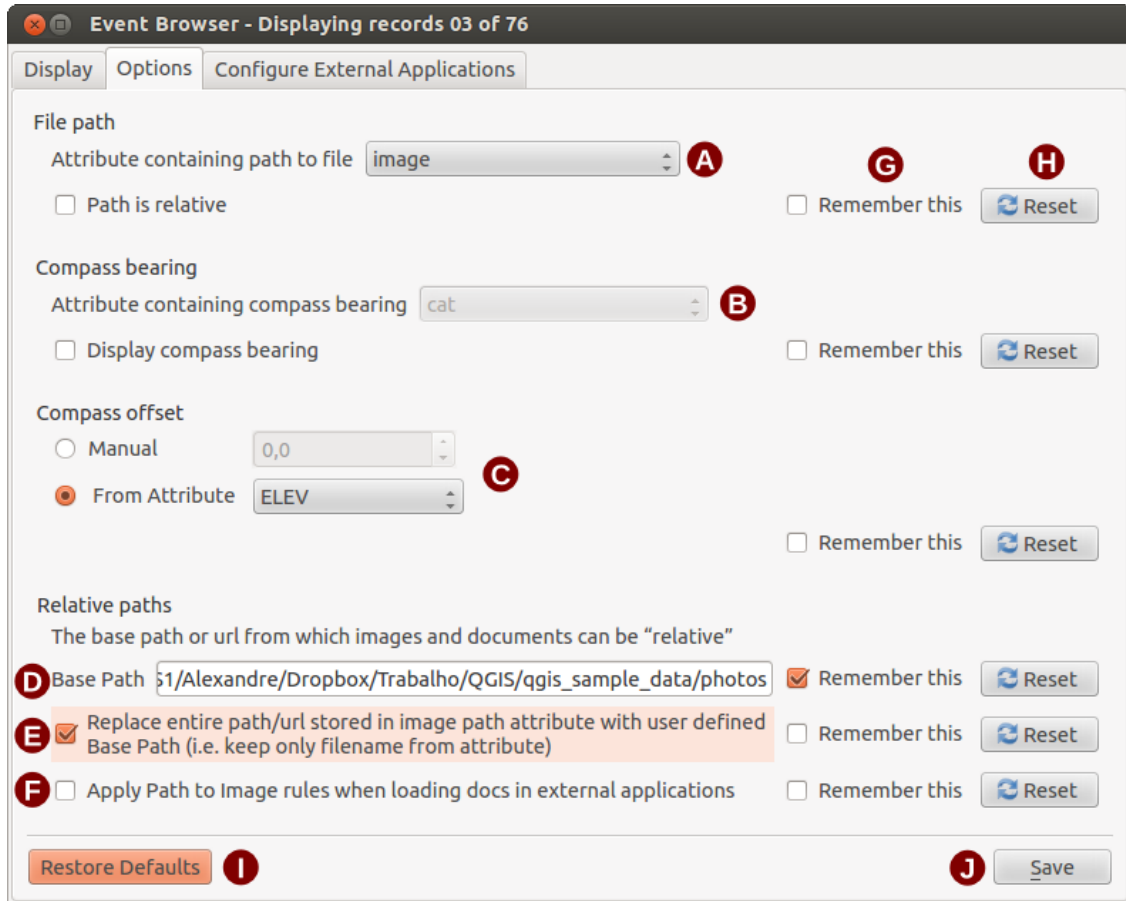 Event Browser - Displaying records 03 of 76
Display Options Configure External Applications
File path
Attribute containing path to file image A G H
Path is relative Remember this Reset
Compass bearing
Attribute containing compass bearing cat B
Display compass bearing Remember this Reset
Compass offset
Manual 0,0
C
From Attribute ELEV
Remember this Reset
Relative paths
The base path or url from which images and documents can be “relative”
D Base Path S1/Alexandre/Dropbox/Trabalho/QGIS/qgis_sample_data/photos Remember this Reset
E Replace entire path/url stored in image path attribute with user defined
Base Path (i.e. keep only filename from attribute) Remember this Reset
F Apply Path to Image rules when loading docs in external applications Remember this Reset
Restore Defaults I J Save